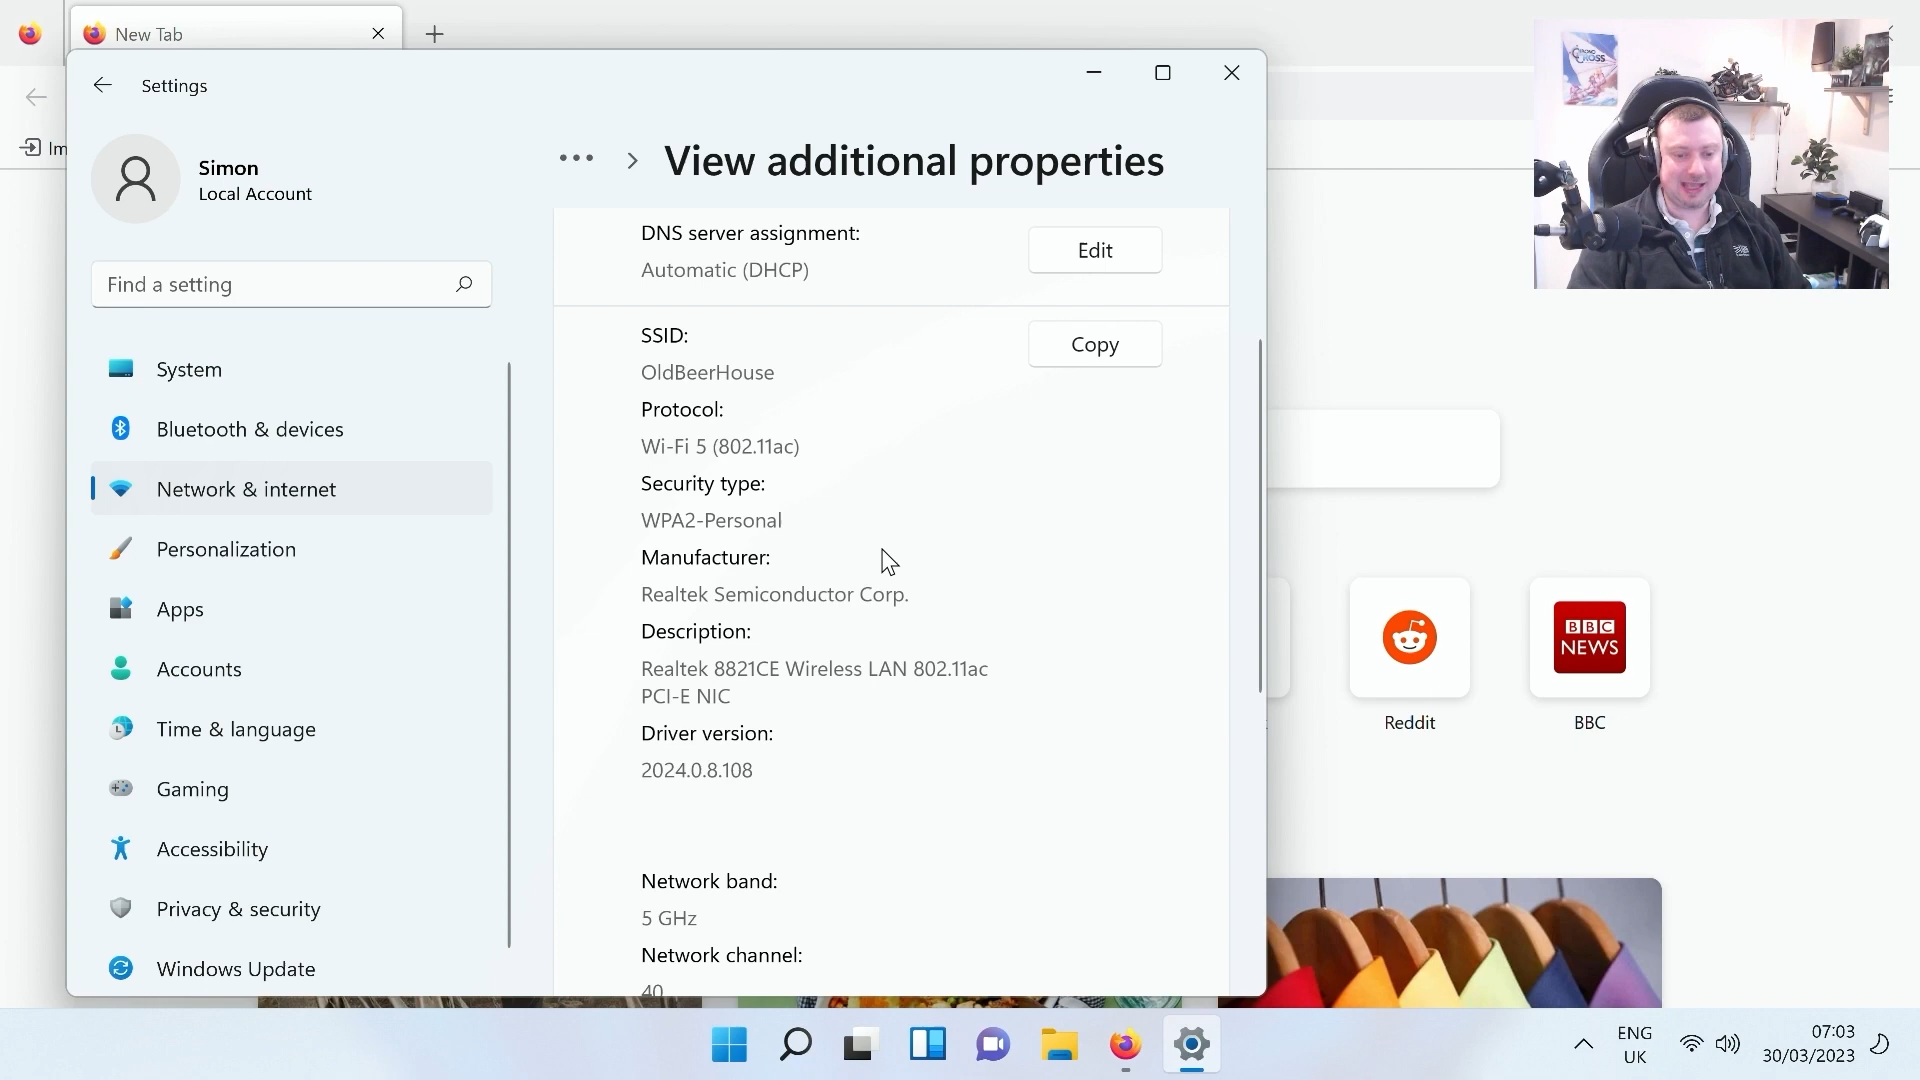 New Tab
Im
Settings
Simon
Local Account
Find a setting
System
Bluetooth & devices
Network & internet
Personalization
Apps
Accounts
Time & language
Gaming
Accessibility
Privacy & security
Windows Update
View additional properties
DNS server assignment:
Automatic (DHCP)
Edit
SSID:
OldBeerHouse
Copy
Protocol:
Wi-Fi 5 (802.11ac)
Security type:
WPA2-Personal
Manufacturer:
Realtek Semiconductor Corp.
Description:
Realtek 8821CE Wireless LAN 802.11ac
PCI-E NIC
Driver version:
2024.0.8.108
Network band:
5 GHz
Network channel:
40
CROSS
BBC
NEWS
Reddit
BBC
ENG
UK
07:03
30/03/2023